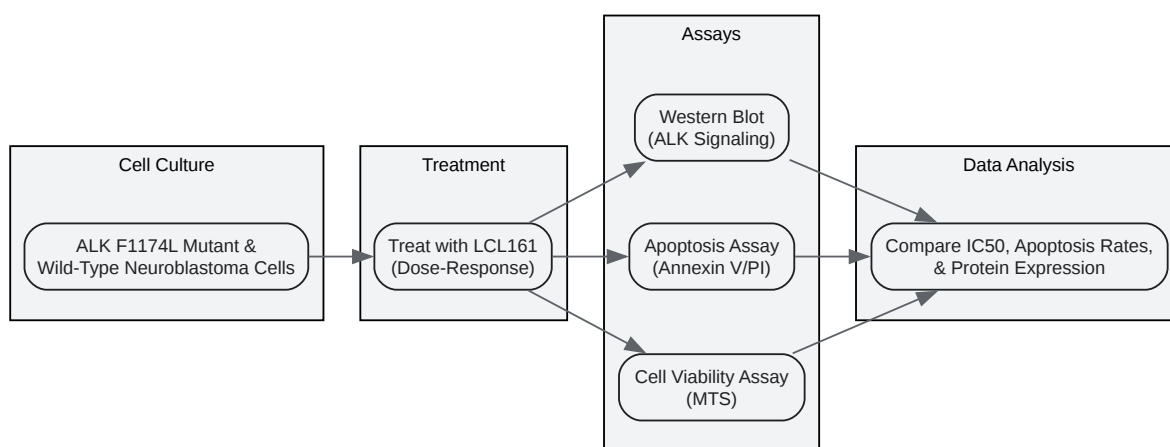 Cell Culture
ALK F1174L Mutant &
Wild-Type Neuroblastoma Cells
Treatment
Treat with LCL161
(Dose-Response)
Assays
Western Blot
(ALK Signaling)
Apoptosis Assay
(Annexin V/PI)
Cell Viability Assay
(MTS)
Data Analysis
Compare IC50, Apoptosis Rates,
& Protein Expression